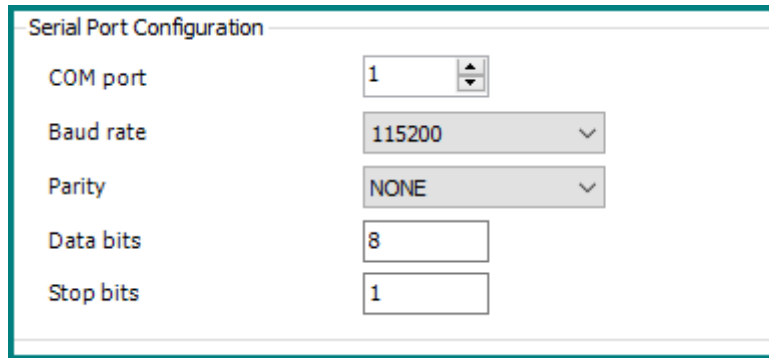 Serial Port Configuration
COM port 1
Baud rate 115200
Parity NONE
Data bits 8
Stop bits 1